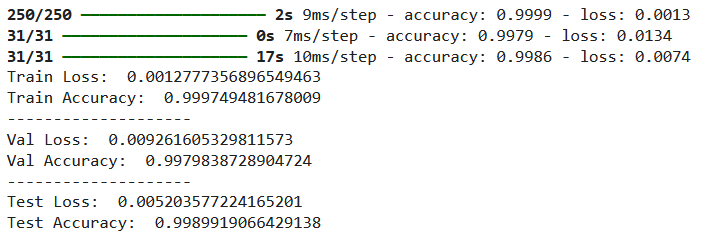 250/250 ━━━━━━━━━━━━━━━━━━━━ 2s 9ms/step - accuracy: 0.9999 - loss: 0.0013
31/31 ━━━━━━━━━━━━━━━━━━━━ 0s 7ms/step - accuracy: 0.9979 - loss: 0.0134
31/31 ━━━━━━━━━━━━━━━━━━━━ 17s 10ms/step - accuracy: 0.9986 - loss: 0.0074
Train Loss:  0.0012777356896549463
Train Accuracy:  0.999749481678009
--------------------
Val Loss:  0.009261605329811573
Val Accuracy:  0.9979838728904724
--------------------
Test Loss:  0.005203577224165201
Test Accuracy:  0.9989919066429138